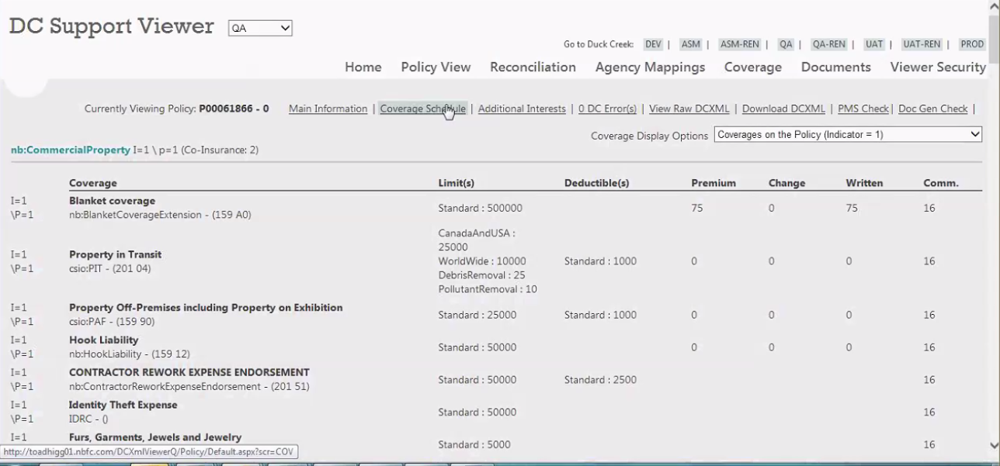 DC Support Viewer QA
Go to Duck Creek: DEV | ASM | ASM-REN | QA | QA-REN | UAT | UAT-REN | PROD
Home Policy View Reconciliation Agency Mappings Coverage Documents Viewer Security
Currently Viewing Policy: P00061866 - 0 Main Information | Coverage Schedule | Additional Interests | 0 DC Error(s) | View Raw DCXML | Download DCXML | PMS Check | Doc Gen Check |
Coverage Display Options Coverages on the Policy (Indicator = 1)
nb:CommercialProperty I=1 \ p=1 (Co-Insurance: 2)
Coverage Limit(s) Deductible(s) Premium Change Written Comm.
I=1 Blanket coverage
\P=1 nb:BlanketCoverageExtension - (159 A0) Standard : 500000 75 0 75 16
CanadaAndUSA :
25000
I=1 Property in Transit WorldWide : 10000 Standard : 1000 0 0 0 16
\P=1 csio:PIT - (201 04) DebrisRemoval : 25
PollutantRemoval : 10
I=1 Property Off-Premises including Property on Exhibition
\P=1 csio:PAF - (159 90) Standard : 25000 Standard : 1000 0 0 0 16
I=1 Hook Liability
\P=1 nb:HookLiability - (159 12) Standard : 50000 0 0 0 16
I=1 CONTRACTOR REWORK EXPENSE ENDORSEMENT
\P=1 nb:ContractorReworkExpenseEndorsement - (201 51) Standard : 50000 Standard : 2500 16
I=1 Identity Theft Expense
\P=1 IDRC - () Standard : 50000 16
I=1 Furs, Garments, Jewels and Jewelry
Standard : 5000 16
http://toadhigg01.nbfc.com/DCXmlViewerQ/Policy/Default.aspx?scr=COV